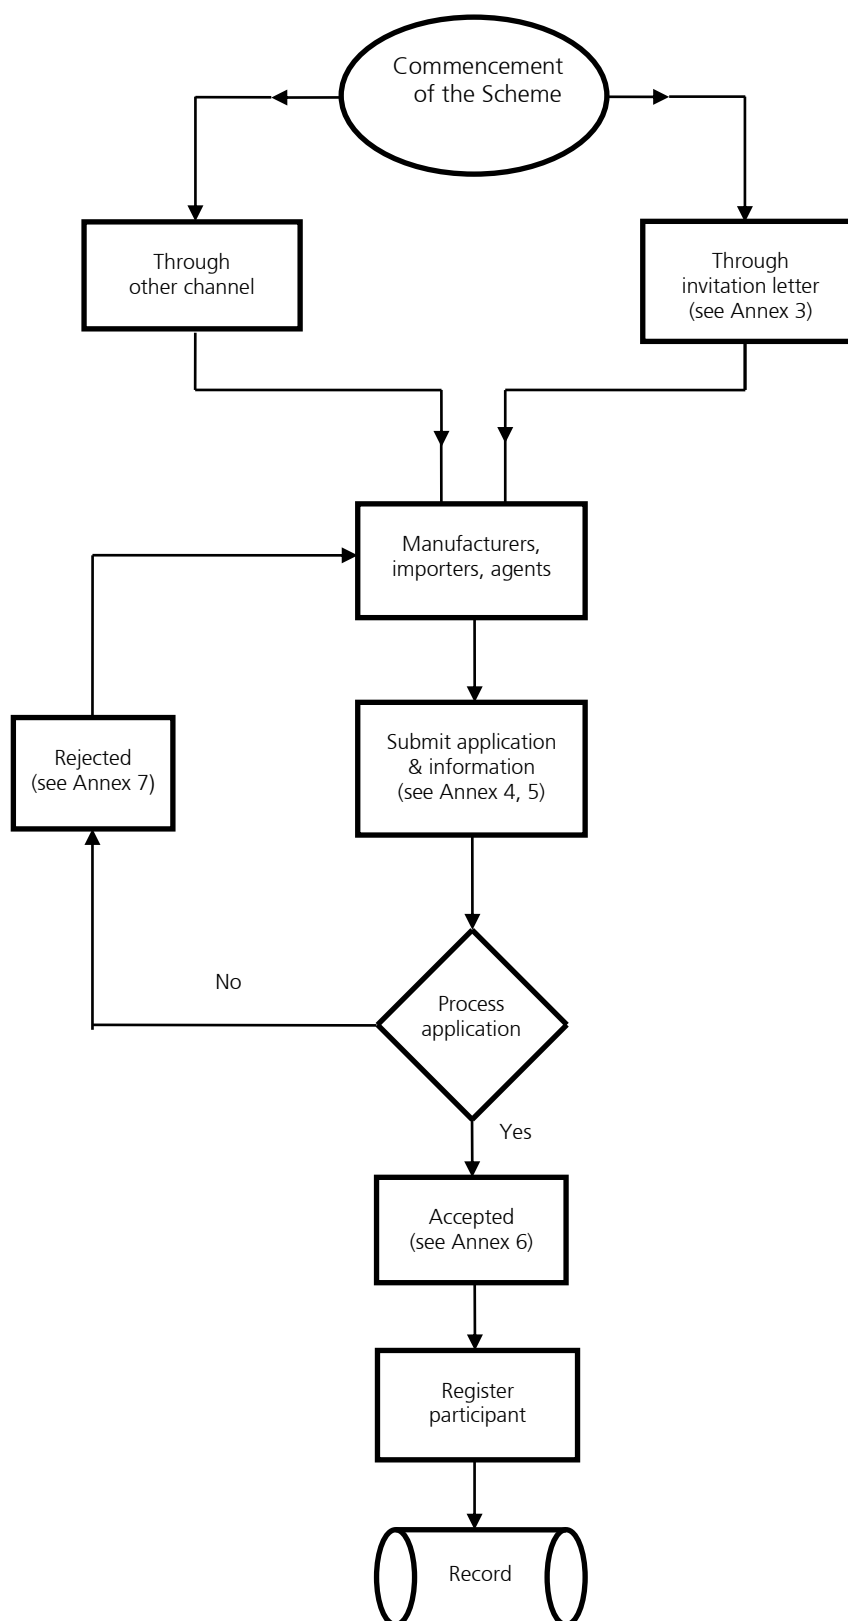 Commencement
of the Scheme
Through
other channel
Through
invitation letter
(see Annex 3)
Manufacturers,
importers, agents
Rejected
(see Annex 7)
Submit application
& information
(see Annex 4, 5)
No
Process
application
Yes
Accepted
(see Annex 6)
Register
participant
Record